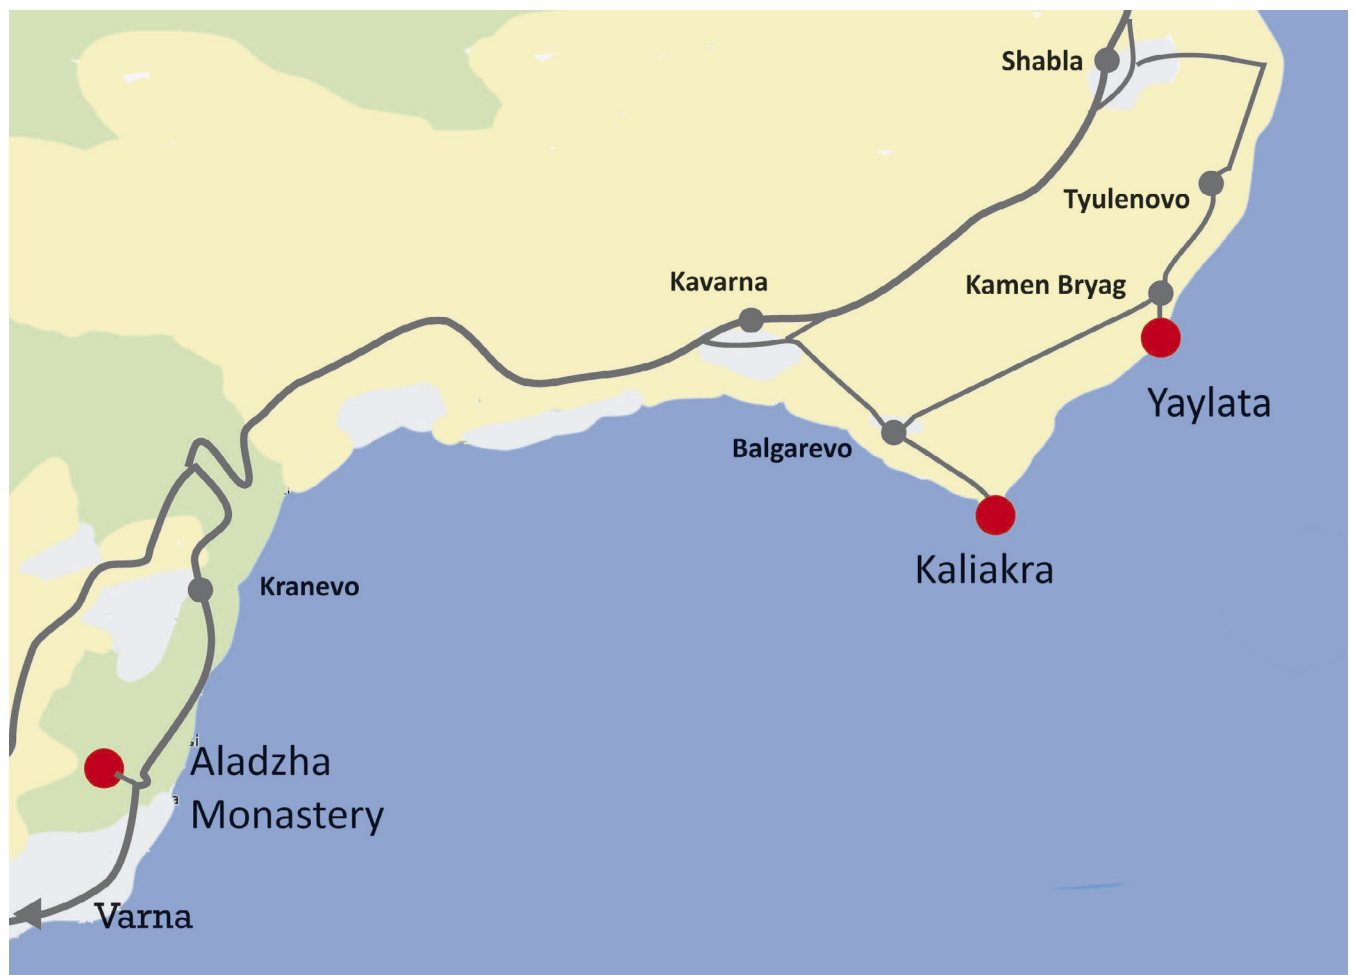 Shabla
Tyulenovo
Kavarna
Kamen Bryag
Yaylata
Balgarevo
Kaliakra
Kranevo
Aladzha
Monastery
Varna